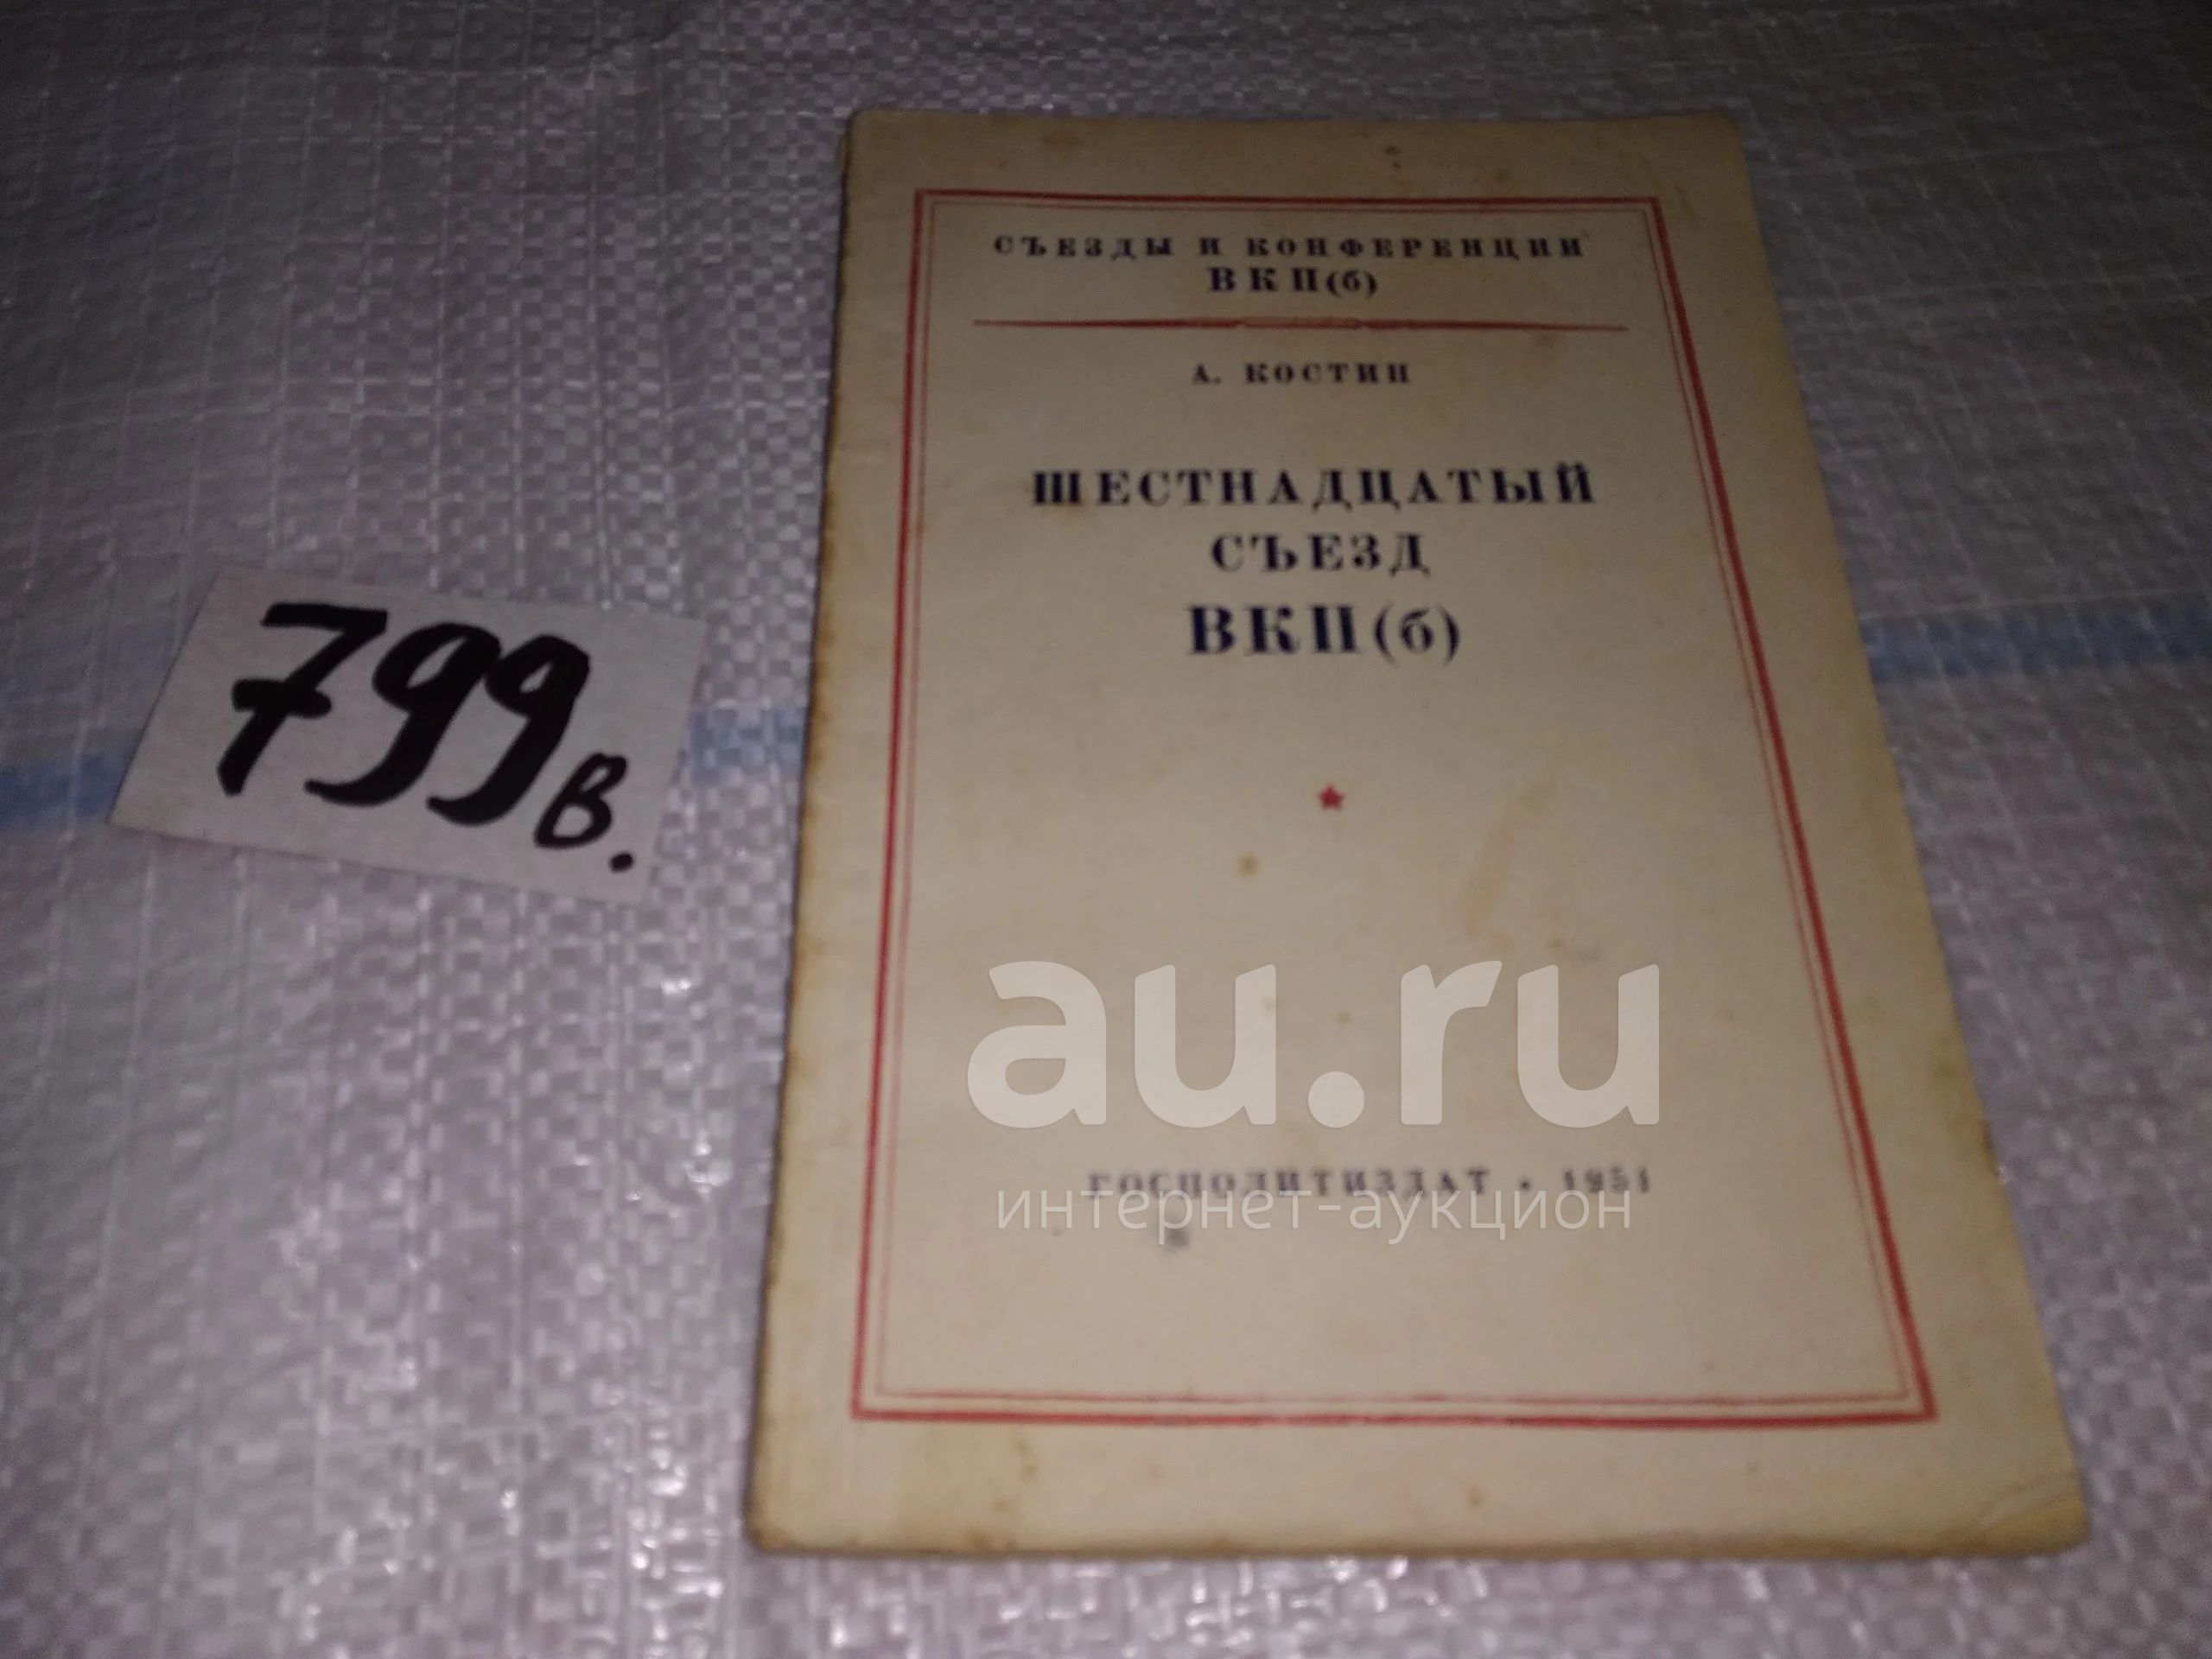 СЪЕЗДЫ И КОНФЕРЕНЦИИ
ВКП(б)
А. КОСТИН
ШЕСТНАДЦАТЫЙ
СЪЕЗД
ВКП(б)
799в.
au.ru
ГОСПОЛИТИЗДАТ • 1951
интернет-аукцион